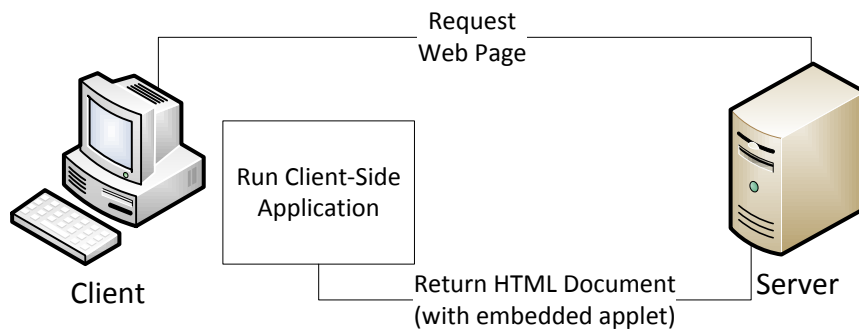 Request
Web Page
Run Client-Side
Application
Client
Server
Return HTML Document
(with embedded applet)